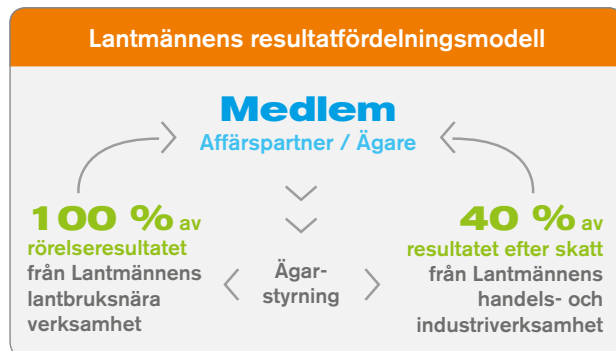 Lantmännens resultatfördelningsmodell
Medlem
Affärspartner / Ägare
100 % av
rörelseresultatet
från Lantmännens
lantbruksnära
verksamhet
Ägar-
styrning
40 % av
resultatet efter skatt
från Lantmännens
handels- och
industriverksamhet